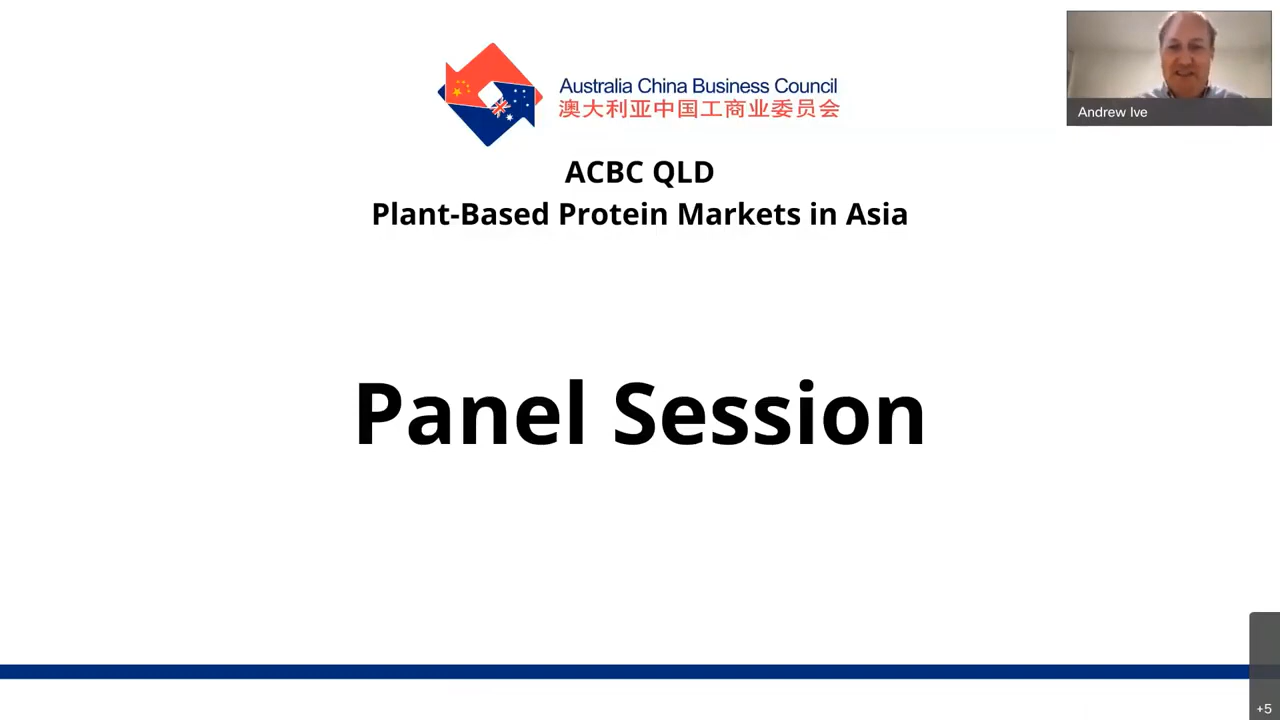 Australia China Business Council
澳大利亚中国工商业委员会
Andrew Ive
ACBC QLD
Plant-Based Protein Markets in Asia
Panel Session
+5